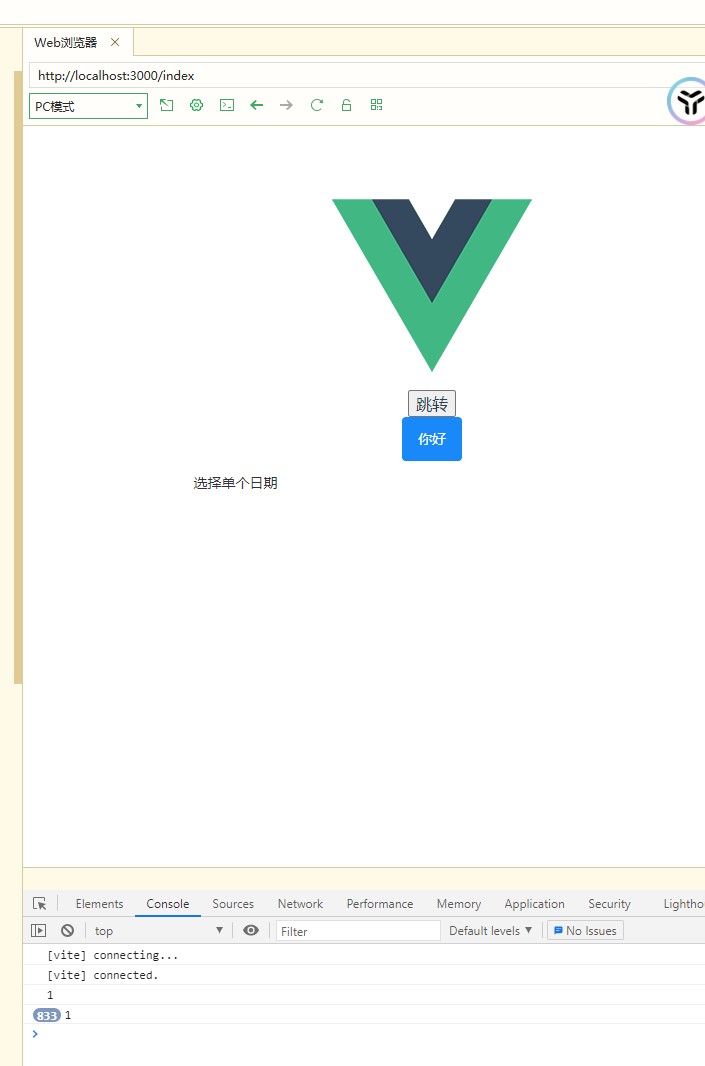 Web浏览器
http://localhost:3000/index
PC模式
跳转
你好
选择单个日期
Elements Console Sources Network Performance Memory Application Security Lightho
top Filter Default levels No Issues
[vite] connecting...
[vite] connected.
1
833 1